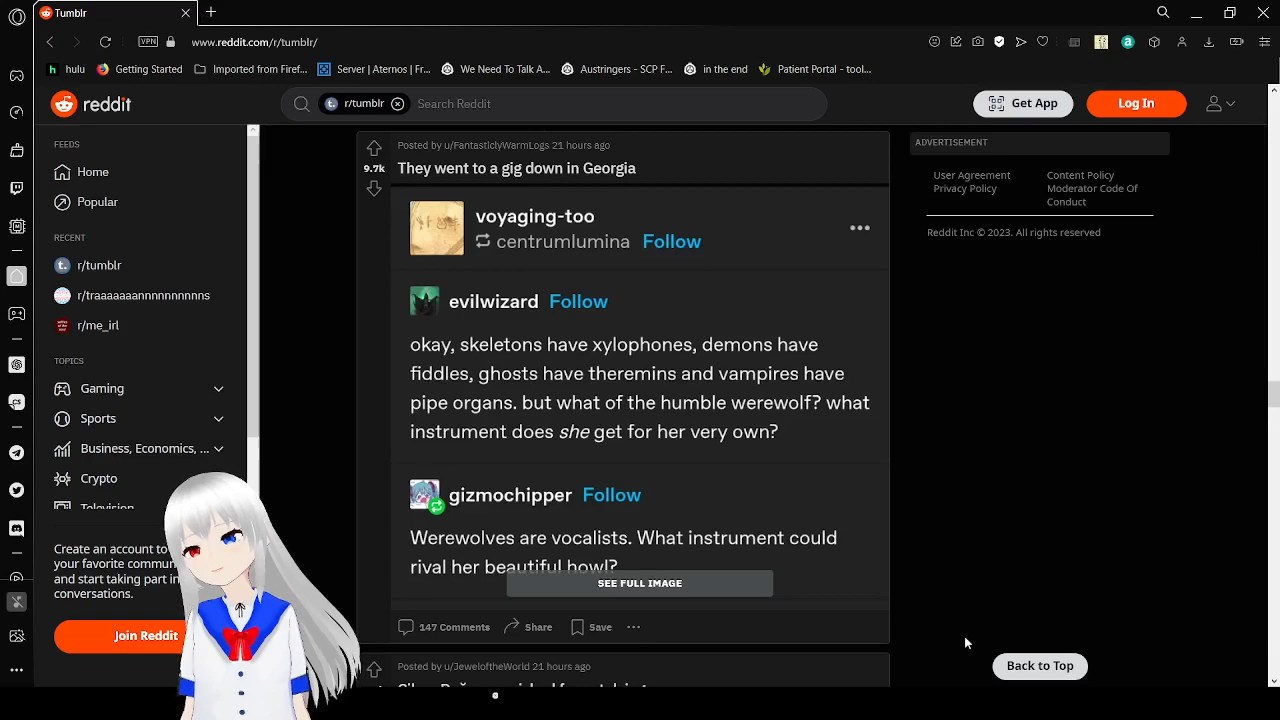 Tumblr
VPN
www.reddit.com/r/tumblr/
hulu
Getting Started
Imported from Firef...
Server | Aternos | Fr...
We Need To Talk A...
Austringers - SCP F...
in the end
Patient Portal - tool...
reddit
r/tumblr
Search Reddit
Get App
Log In
FEEDS
Home
Popular
RECENT
r/tumblr
r/traaaaaaannnnnnnnns
r/me_irl
TOPICS
Gaming
Sports
Business, Economics, ...
Crypto
Television
Create an account to
your favorite commun
and start taking part in
conversations.
Join Reddit
Posted by u/FantasticlyWarmLogs 21 hours ago
9.7k
They went to a gig down in Georgia
voyaging-too
centrumlumina Follow
evilwizard Follow
okay, skeletons have xylophones, demons have
fiddles, ghosts have theremins and vampires have
pipe organs. but what of the humble werewolf? what
instrument does she get for her very own?
gizmochipper Follow
Werewolves are vocalists. What instrument could
rival her beautiful howl?
SEE FULL IMAGE
147 Comments
Share
Save
Posted by u/JeweloftheWorld 21 hours ago
ADVERTISEMENT
User Agreement
Privacy Policy
Content Policy
Moderator Code Of
Conduct
Reddit Inc © 2023. All rights reserved
Back to Top